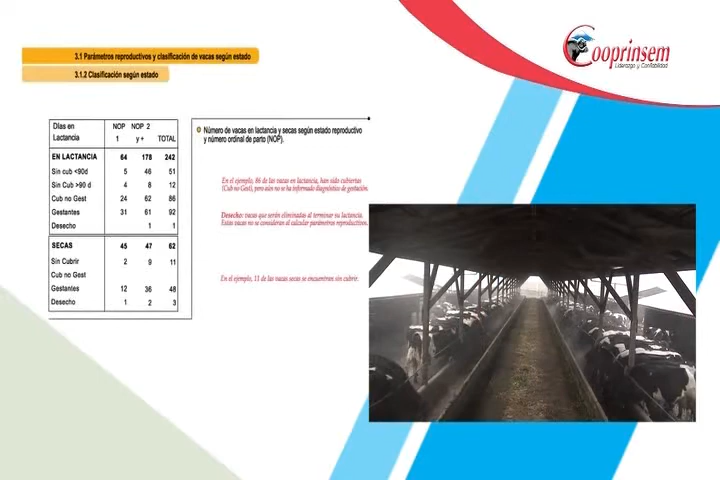 Cooprinsem
Liderazgo y Confiabilidad
3.1 Parámetros reproductivos y clasificación de vacas según estado
3.1.2 Clasificación según estado
Días en Lactancia NOP 1 NOP 2 y + TOTAL
EN LACTANCIA 64 178 242
Sin cub <90d 5 46 51
Sin Cub >90 d 4 8 12
Cub no Gest 24 62 86
Gestantes 31 61 92
Desecho 1 1
SECAS 45 47 62
Sin Cubrir 2 9 11
Cub no Gest
Gestantes 12 36 48
Desecho 1 2 3
Número de vacas en lactancia y secas según estado reproductivo
y número ordinal de parto (NOP).
En el ejemplo, 86 de las vacas en lactancia, han sido cubiertas
(Cub no Gest), pero aún no se ha informado diagnóstico de gestación.
Desecho: vacas que serán eliminadas al terminar su lactancia.
Estas vacas no se consideran al calcular parámetros reproductivos.
En el ejemplo, 11 de las vacas secas se encuentran sin cubrir.